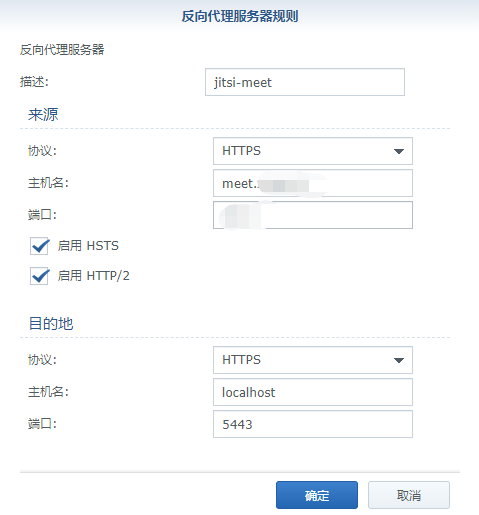 反向代理服务器规则
反向代理服务器
描述: jitsi-meet
来源
协议: HTTPS
主机名: meet.
端口:
启用 HSTS
启用 HTTP/2
目的地
协议: HTTPS
主机名: localhost
端口: 5443
确定 取消